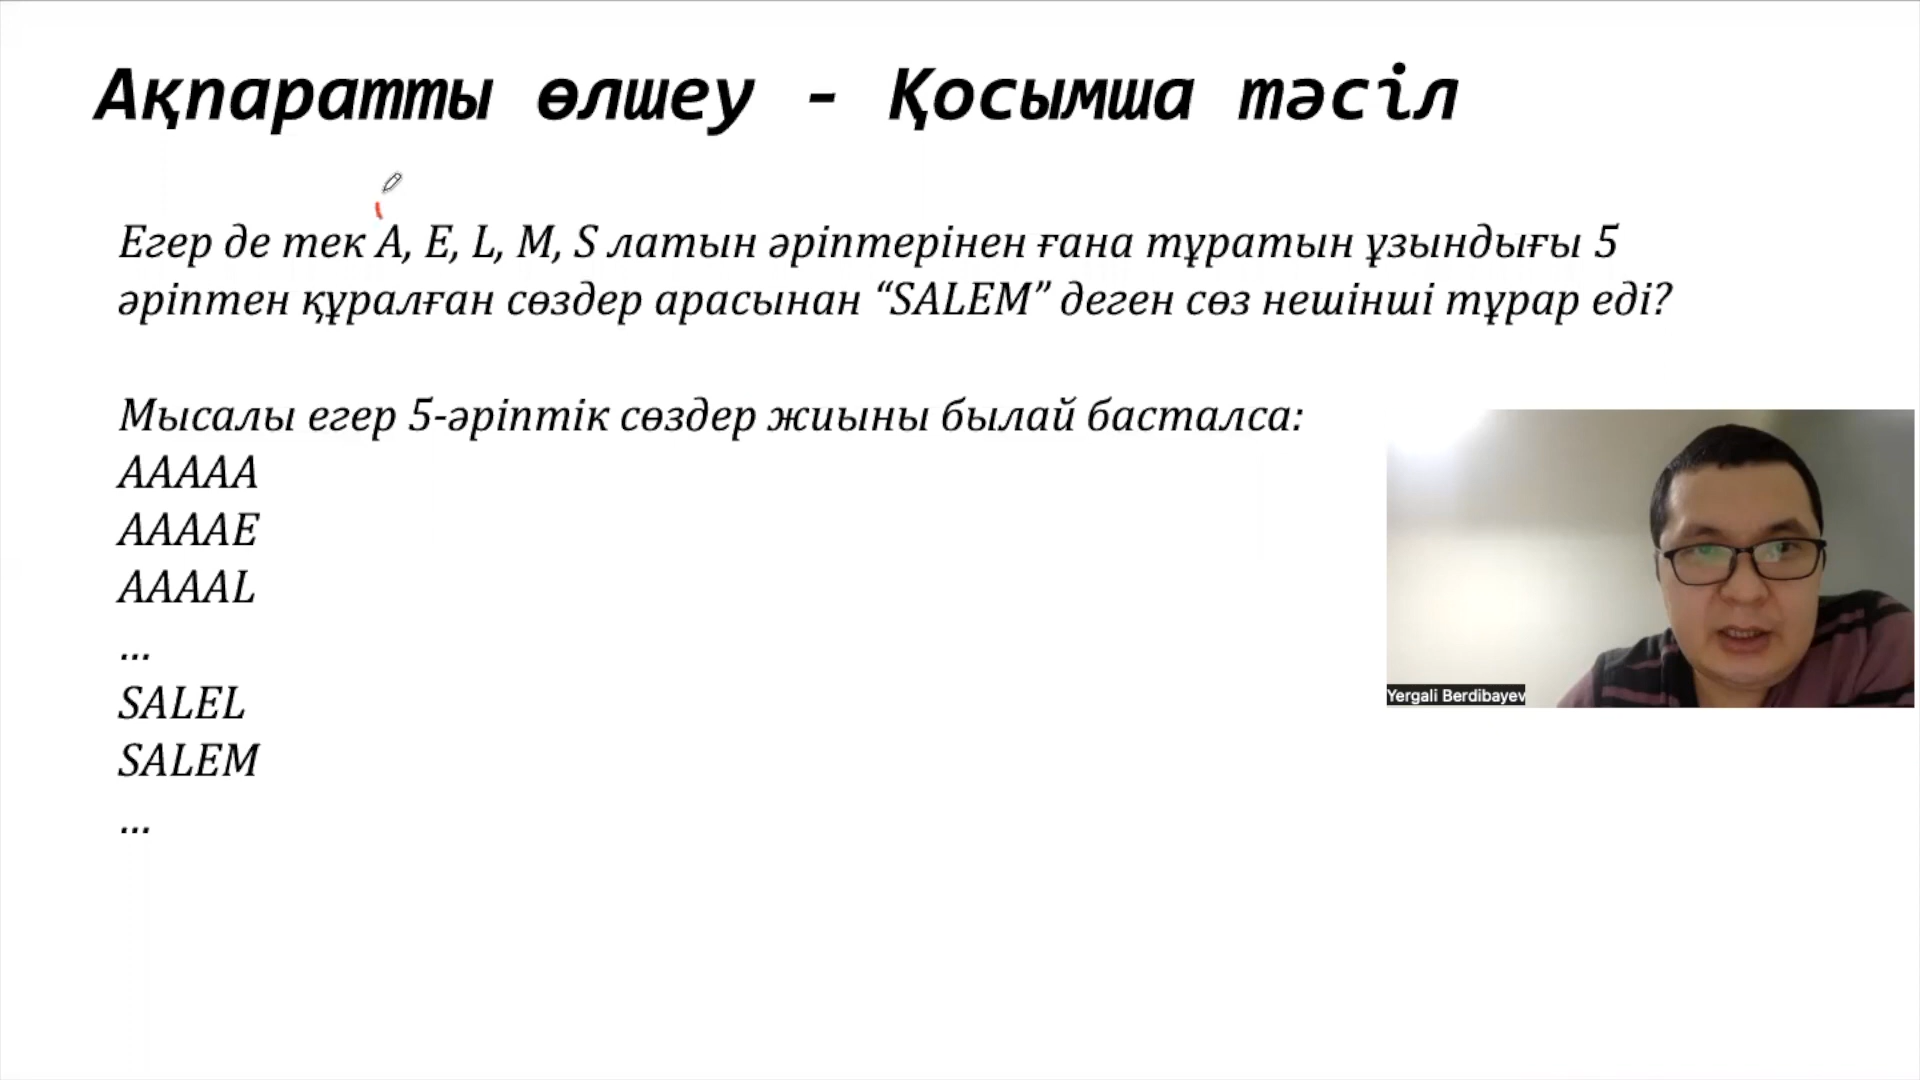 Ақпаратты өлшеу - Қосымша тәсіл
Егер де тек A, E, L, M, S латын әріптерінен ғана тұратын ұзындығы 5
әріптен құралған сөздер арасынан “SALEM” деген сөз нешінші тұрар еді?
Мысалы егер 5-әріптік сөздер жиыны былай басталса:
AAAAA
AAAAE
AAAAL
...
SALEL
SALEM
...
Yergali Berdibayev